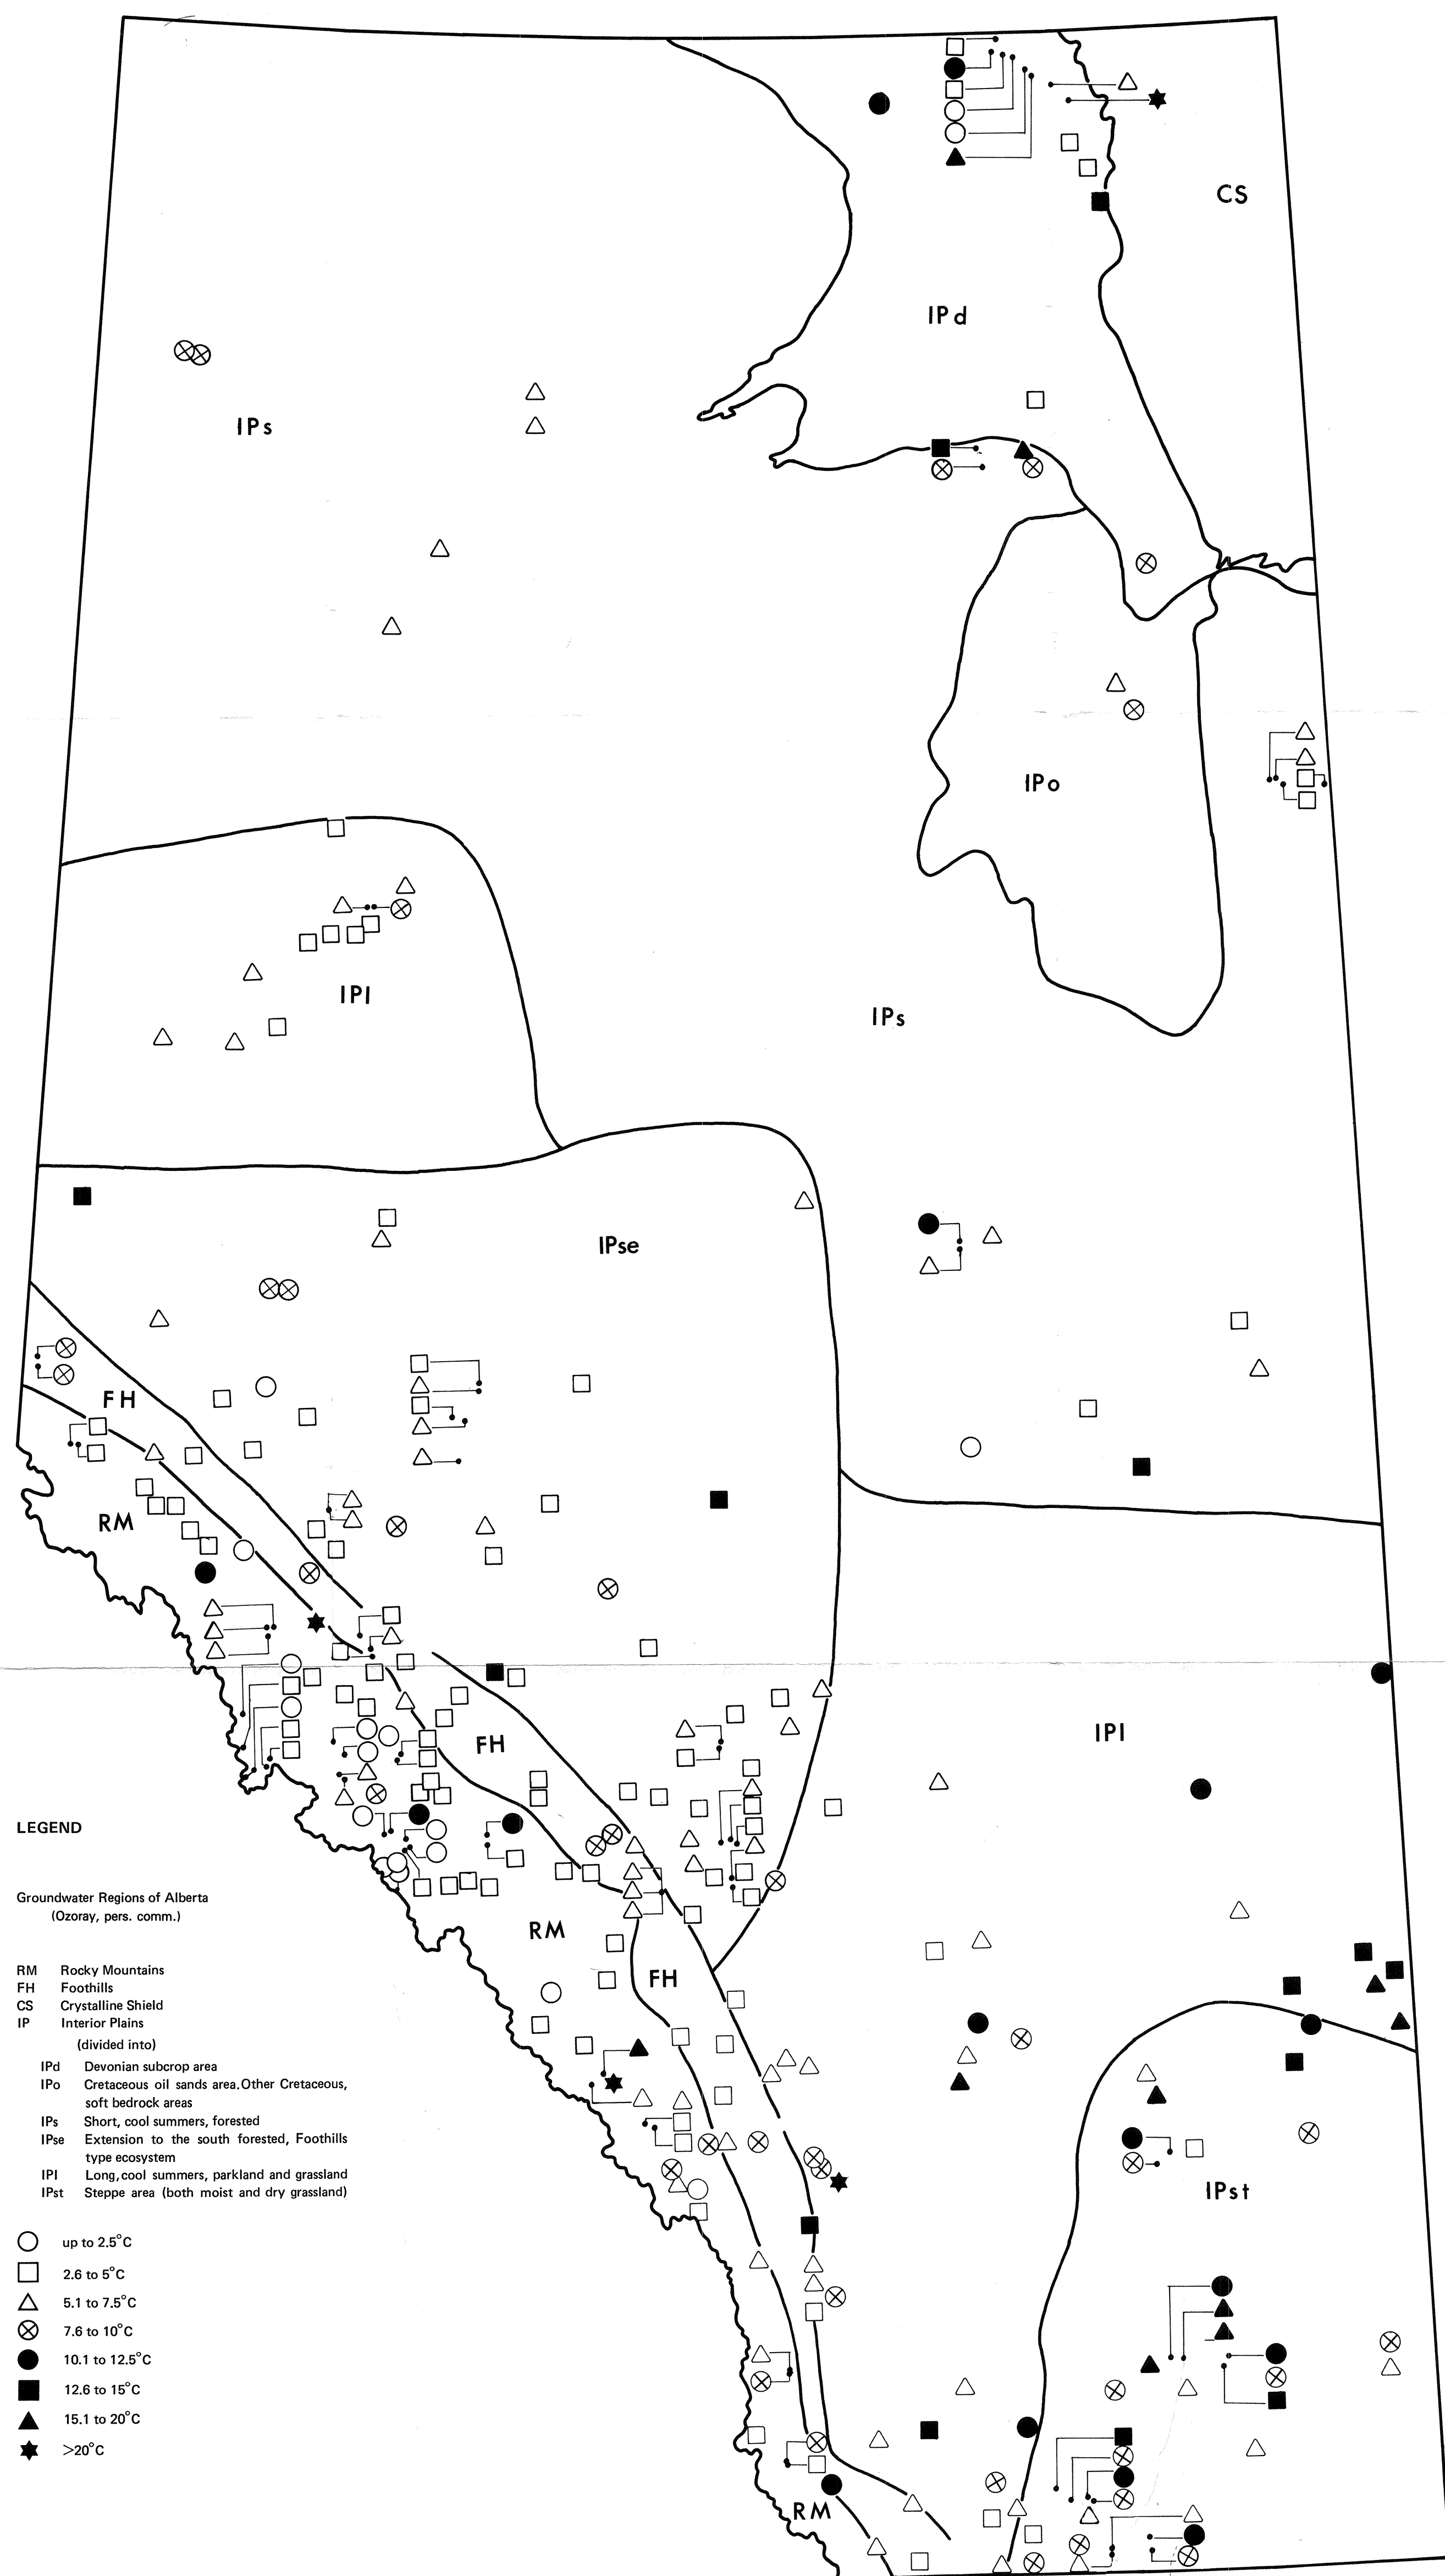 CS
IPd
IPs
IPo
IPl
IPs
IPse
FH
RM
IPl
FH
LEGEND
Groundwater Regions of Alberta
(Ozoray, pers. comm.)
RM
FH
RM Rocky Mountains
FH Foothills
CS Crystalline Shield
IP Interior Plains
(divided into)
IPd Devonian subcrop area
IPo Cretaceous oil sands area.Other Cretaceous,
soft bedrock areas
IPs Short, cool summers, forested
IPse Extension to the south forested, Foothills
type ecosystem
IPl Long,cool summers, parkland and grassland
IPst Steppe area (both moist and dry grassland)
IPst
up to 2.5°C
2.6 to 5°C
5.1 to 7.5°C
7.6 to 10°C
10.1 to 12.5°C
12.6 to 15°C
15.1 to 20°C
>20°C
RM